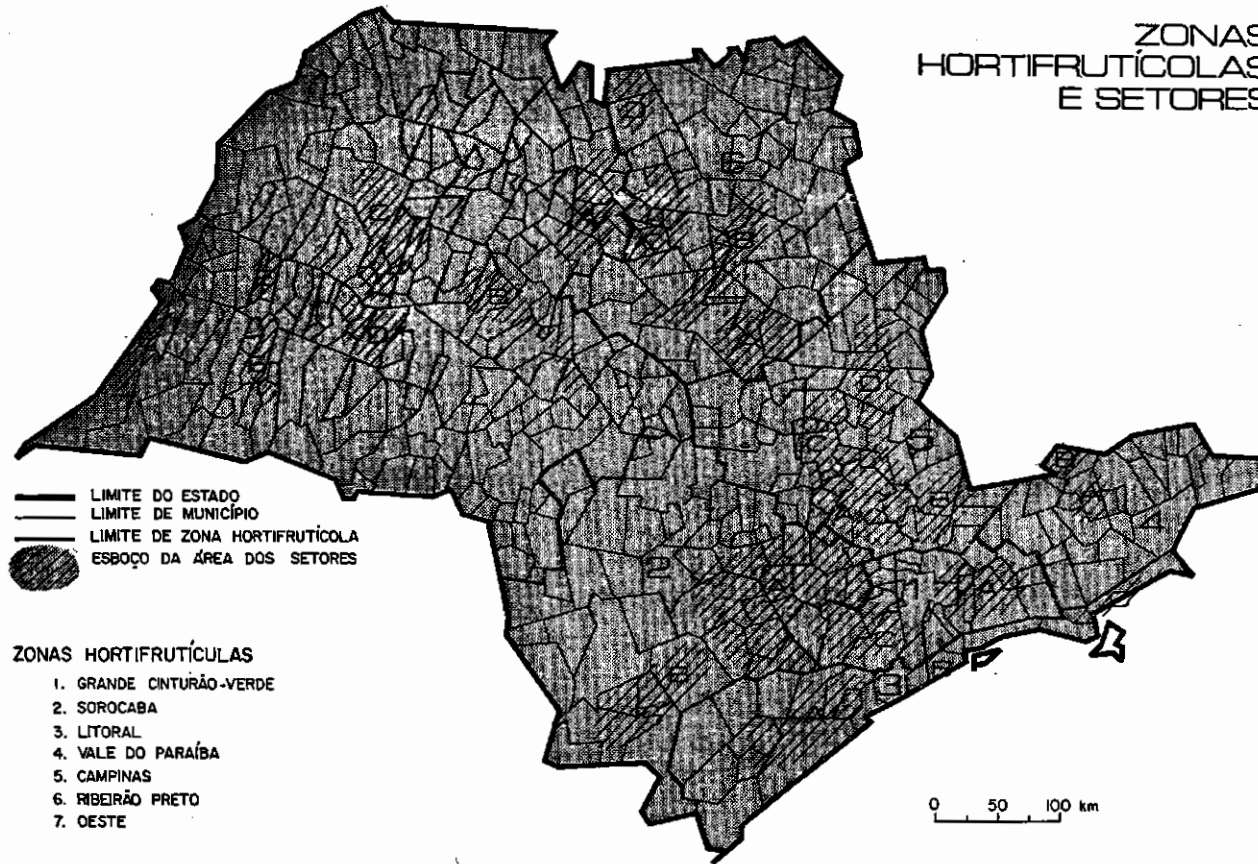 ZONAS
HORTIFRUTÍCOLAS
E SETORES
LIMITE DO ESTADO
LIMITE DE MUNICÍPIO
LIMITE DE ZONA HORTIFRUTÍCOLA
ESBOÇO DA ÁREA DOS SETORES
ZONAS HORTIFRUTÍCULAS
1. GRANDE CINTURÃO-VERDE
2. SOROCABA
3. LITORAL
4. VALE DO PARAÍBA
5. CAMPINAS
6. RIBEIRÃO PRETO
7. OESTE
0 50 100 km